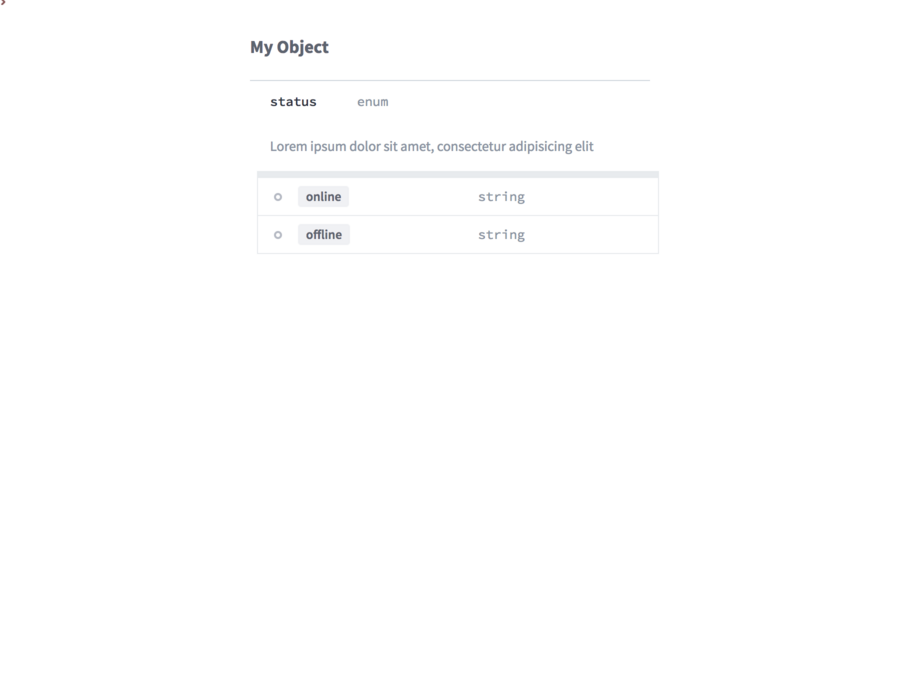 My Object
status enum
Lorem ipsum dolor sit amet, consectetur adipisicing elit
online string
offline string